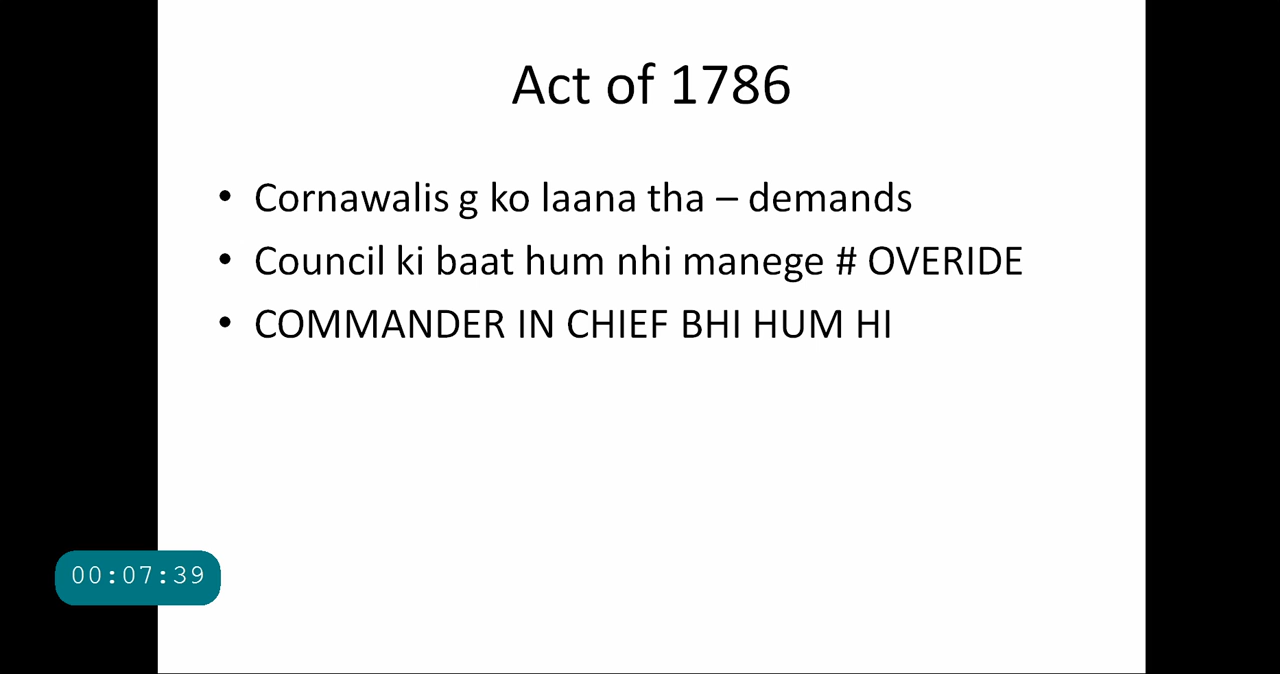 Act of 1786
• Cornawalis g ko laana tha – demands
• Council ki baat hum nhi manege # OVERIDE
• COMMANDER IN CHIEF BHI HUM HI
00:07:39